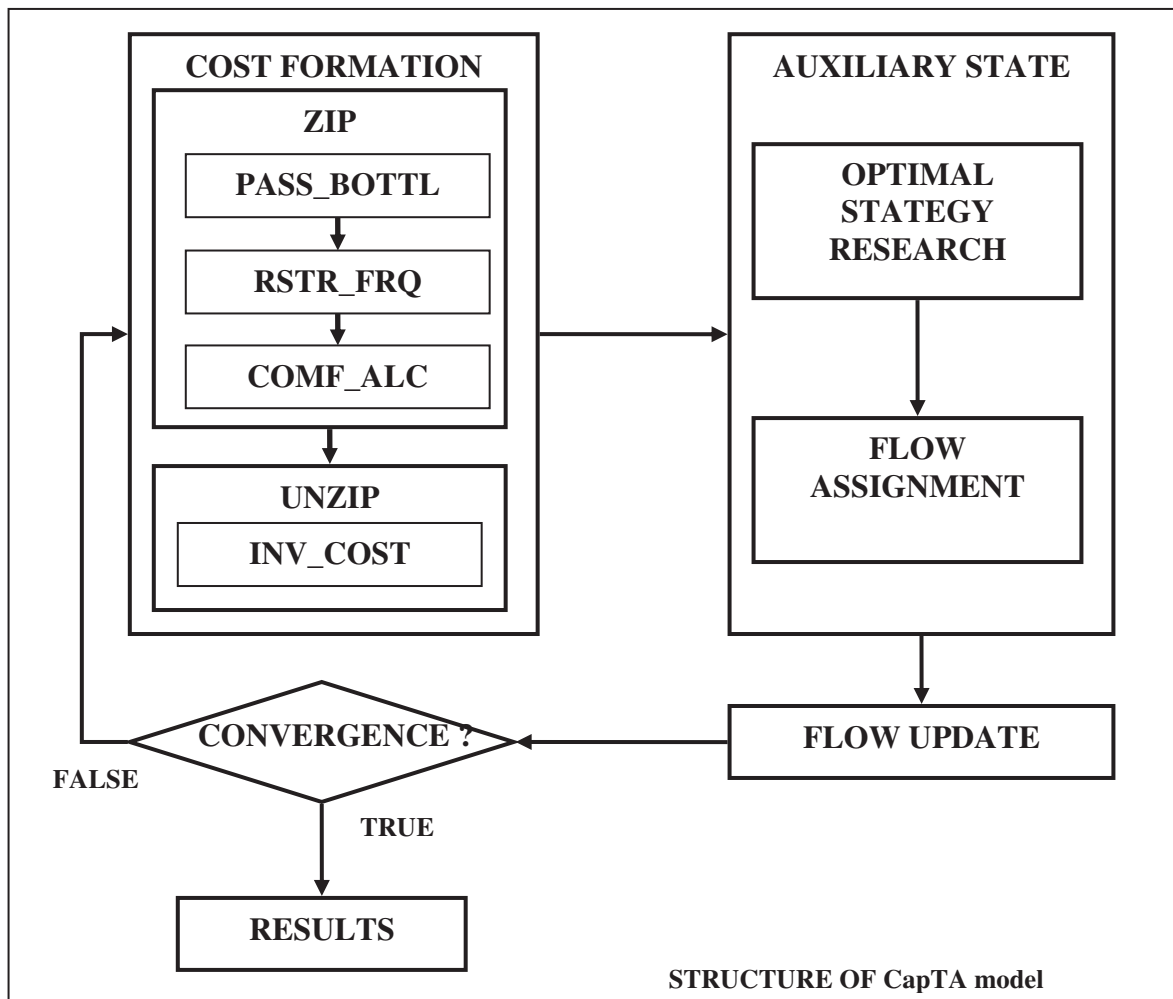 COST FORMATION
ZIP
PASS_BOTTL
RSTR_FRQ
COMF_ALC
UNZIP
INV_COST
AUXILIARY STATE
OPTIMAL
STATEGY
RESEARCH
FLOW
ASSIGNMENT
FLOW UPDATE
CONVERGENCE ?
FALSE
TRUE
RESULTS
STRUCTURE OF CapTA model